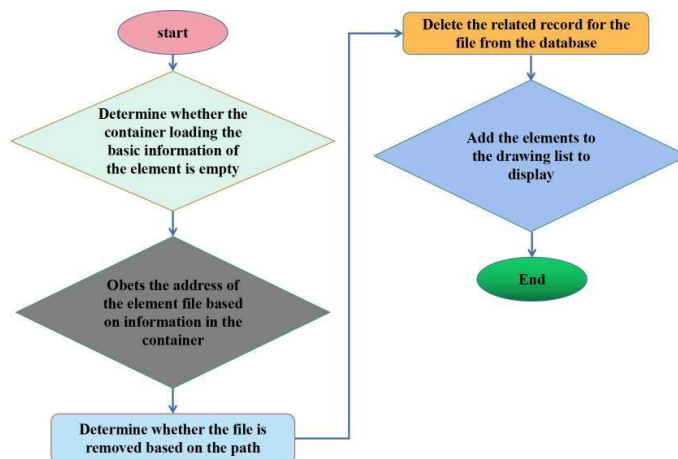 start
Determine whether the
container loading the
basic information of
the element is empty
Obets the address of
the element file based
on information in the
container
Determine whether the file is
removed based on the path
Delete the related record for the
file from the database
Add the elements to
the drawing list to
display
End